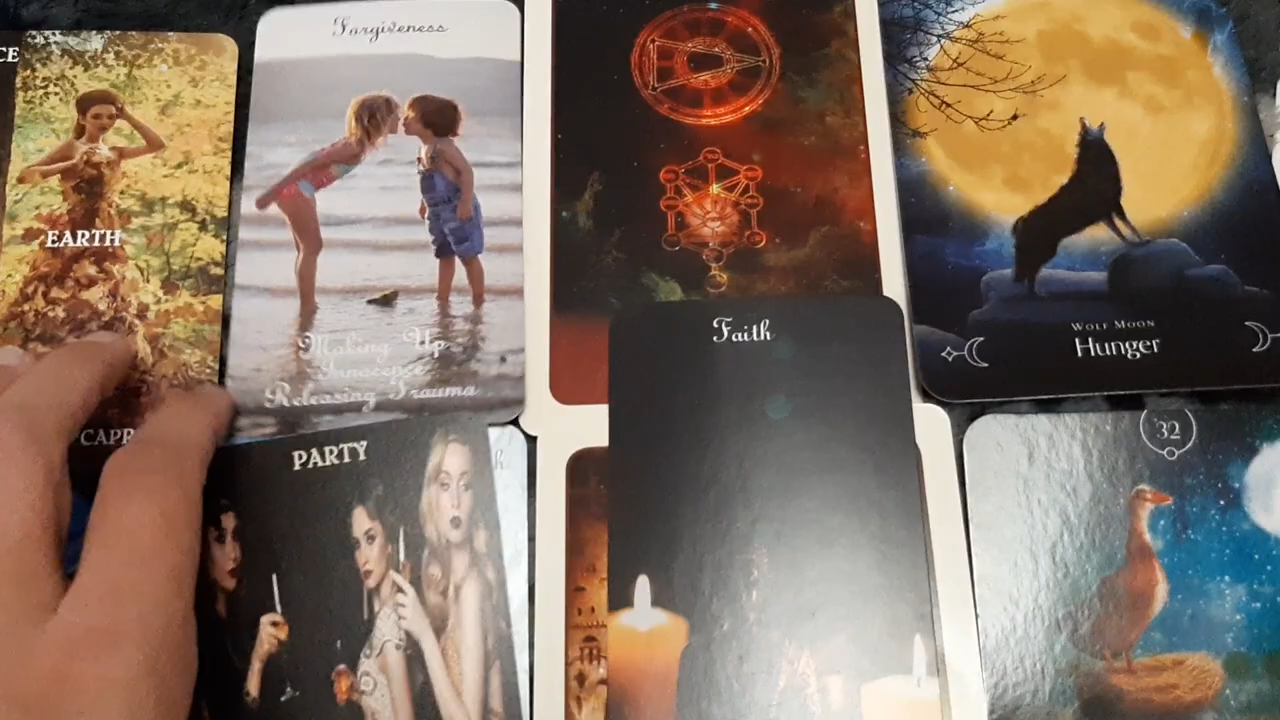 CE
EARTH
CAPR
Forgiveness
Making Up
Innocence
Releasing Trauma
PARTY
h
Faith
WOLF MOON
Hunger
32